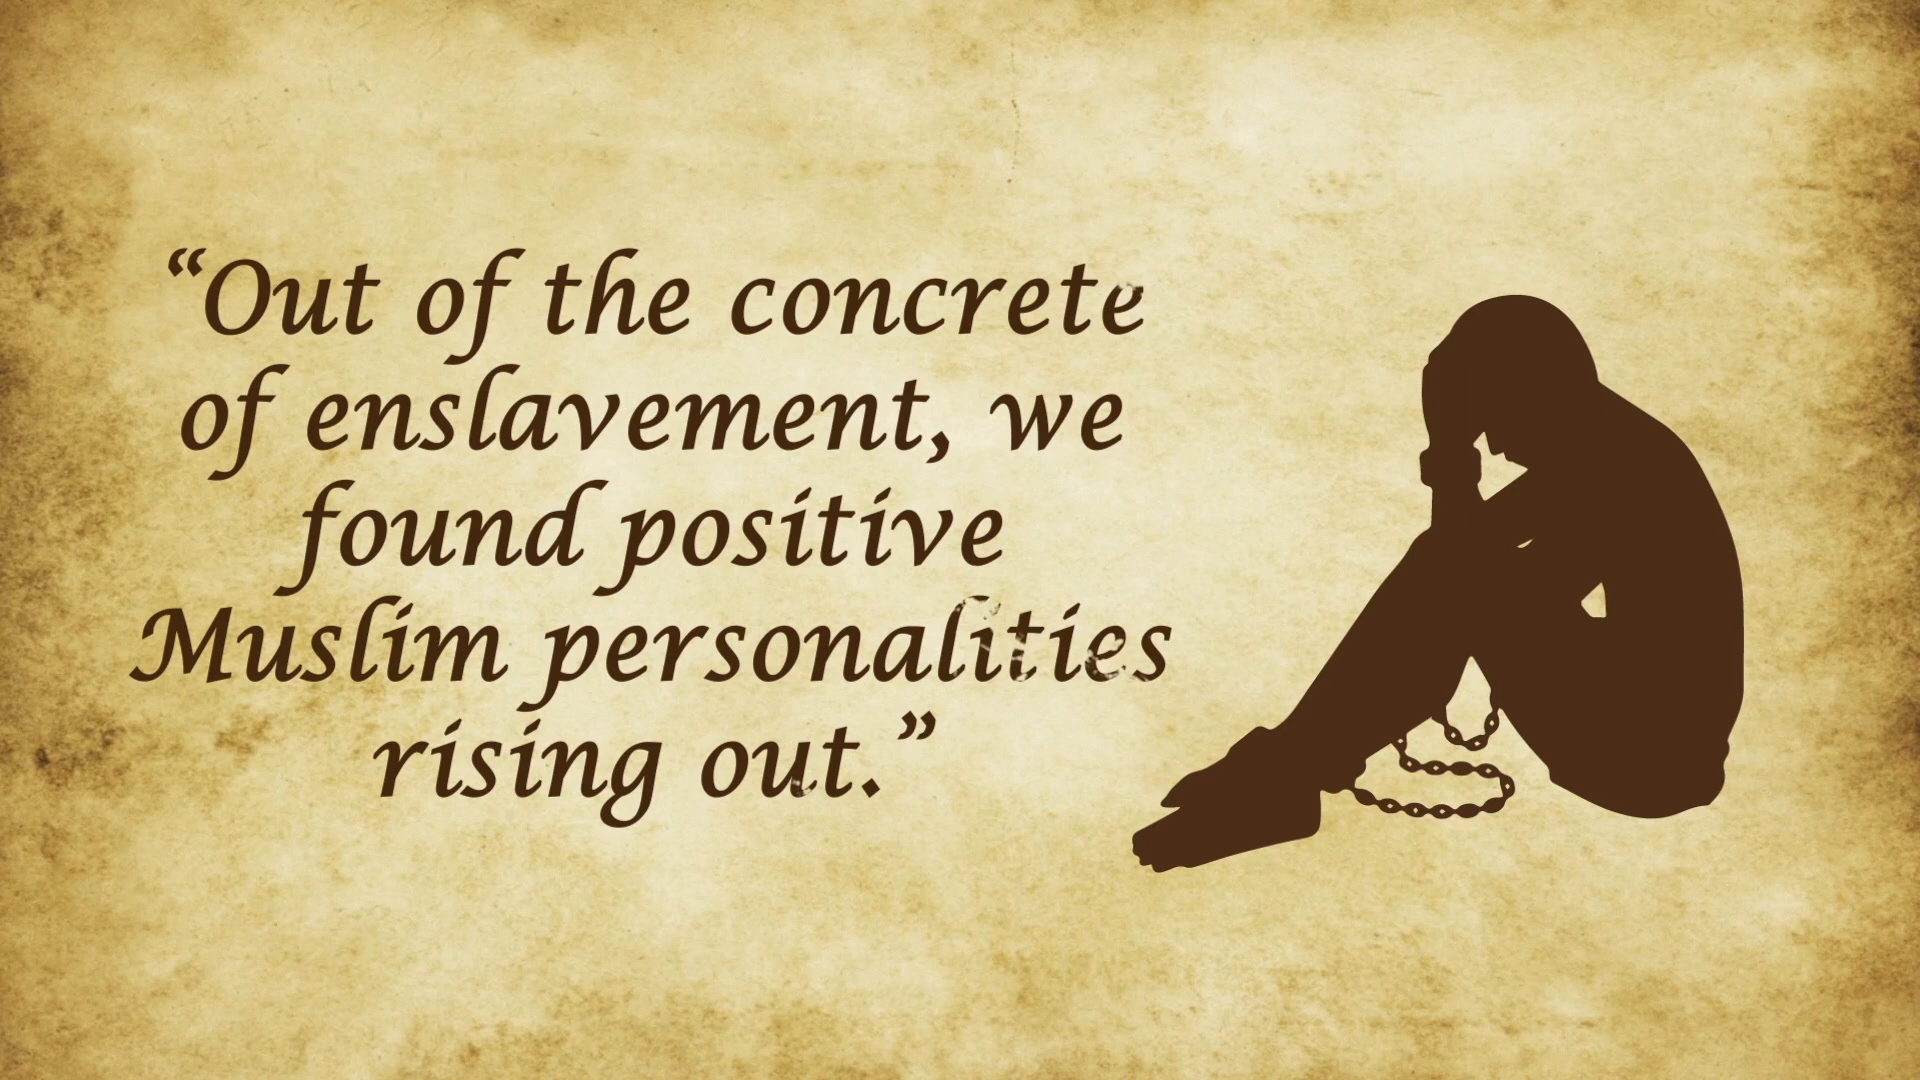 “Out of the concrete
of enslavement, we
found positive
Muslim personalities
rising out.”